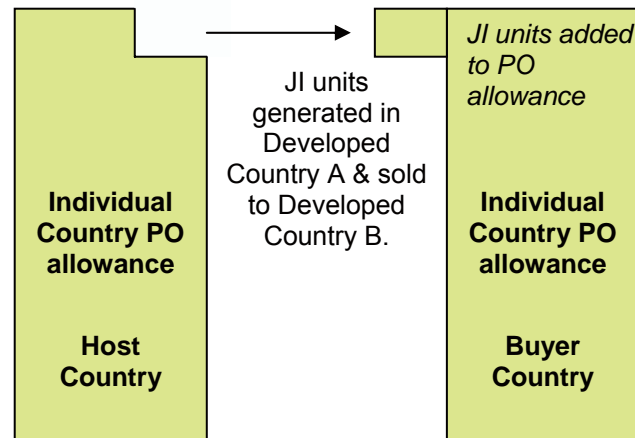 JI units
generated in
Developed
Country A & sold
to Developed
Country B.
JI units added
to PO
allowance
Individual
Country PO
allowance
Host
Country
Individual
Country PO
allowance
Buyer
Country